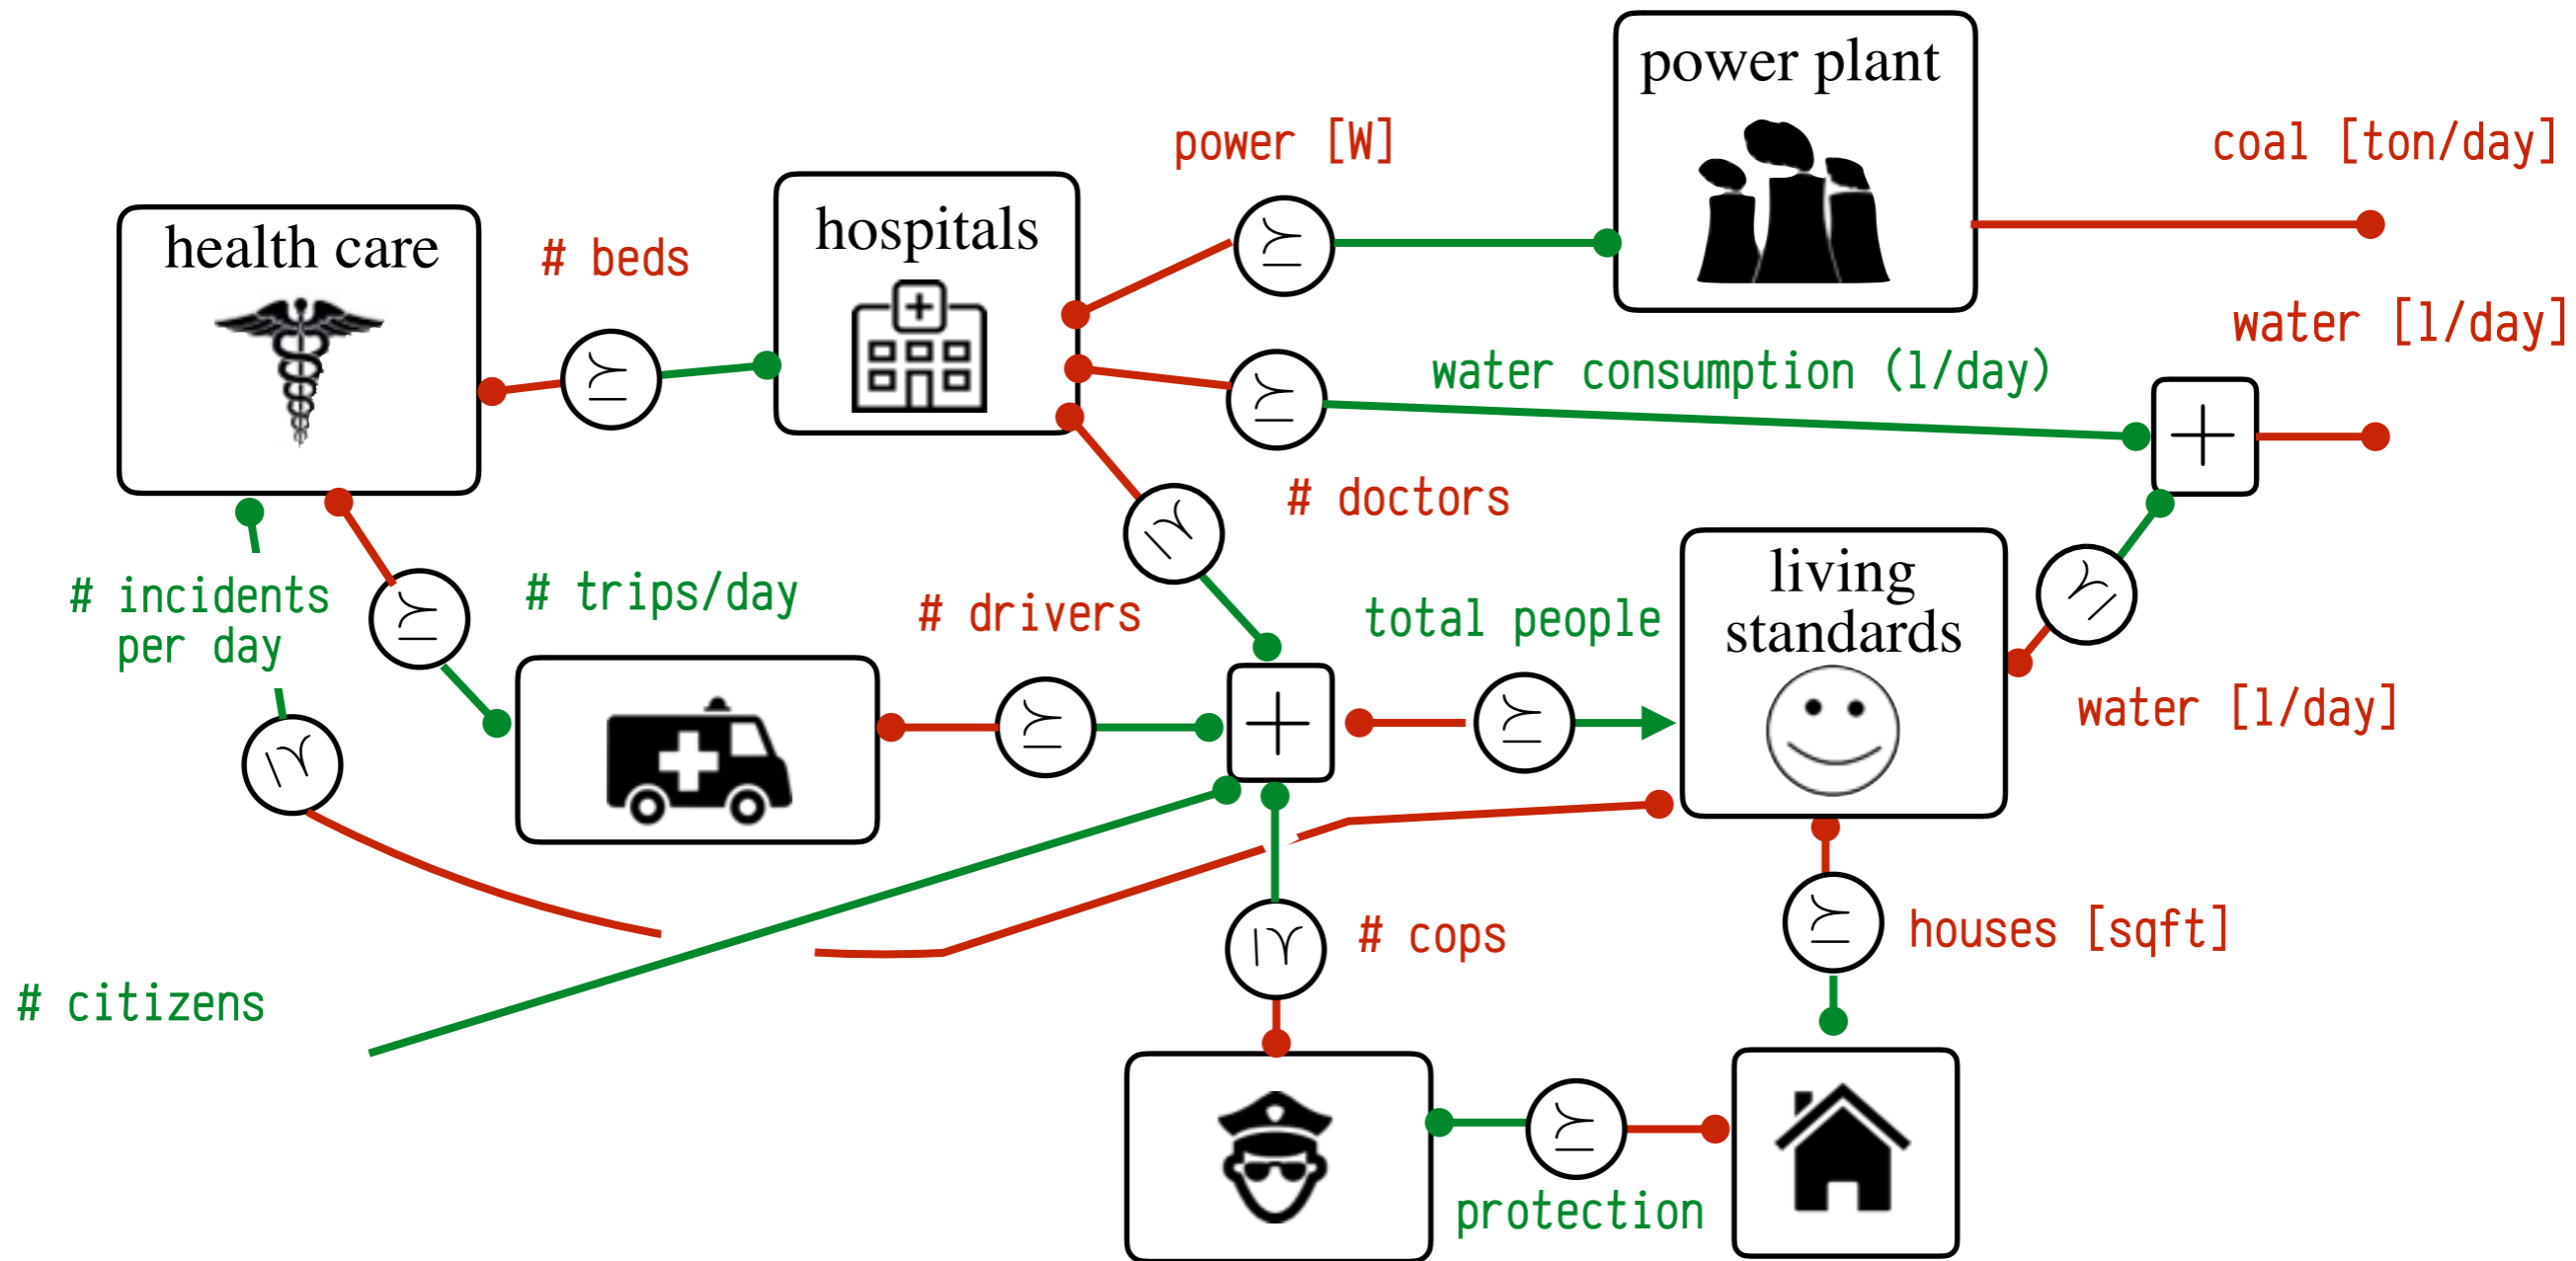 power plant
power [W]
coal [ton/day]
health care
# beds
hospitals
water [l/day]
water consumption (l/day)
# doctors
# incidents
per day
# trips/day
# drivers
total people
living
standards
water [l/day]
# cops
houses [sqft]
# citizens
protection